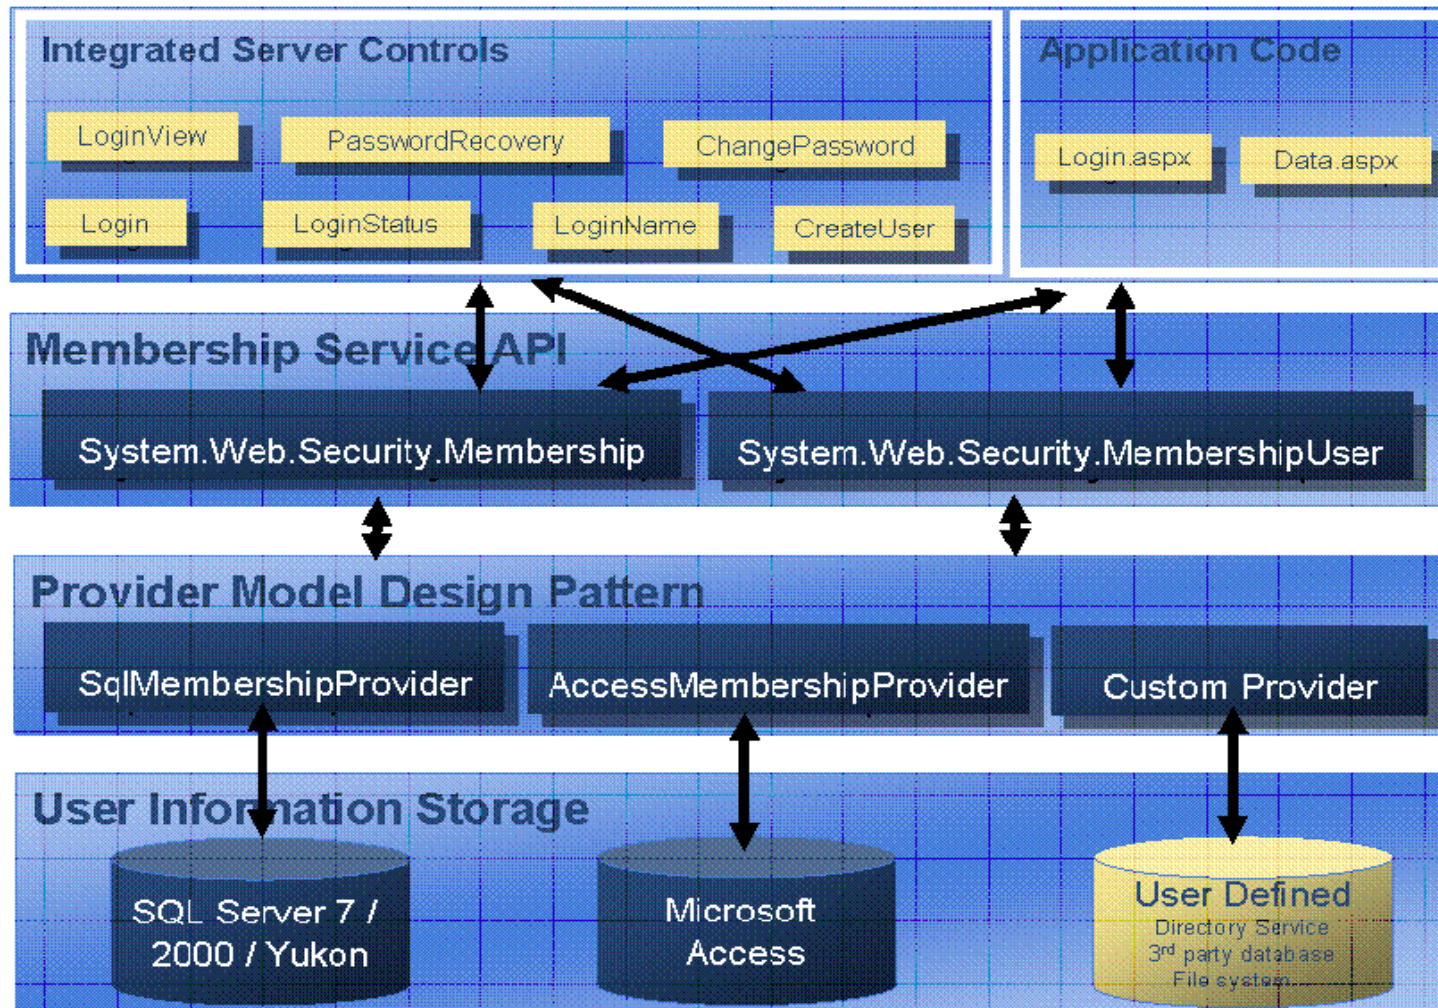 Integrated Server Controls
Application Code
LoginView
PasswordRecovery
ChangePassword
Login.aspx
Data.aspx
Login
LoginStatus
LoginName
CreateUser
Membership Service API
System.Web.Security.Membership
System.Web.Security.MembershipUser
Provider Model Design Pattern
SqlMembershipProvider
AccessMembershipProvider
Custom Provider
User Information Storage
SQL Server 7 /
2000 / Yukon
Microsoft
Access
User Defined
Directory Service
3rd party database
File system...